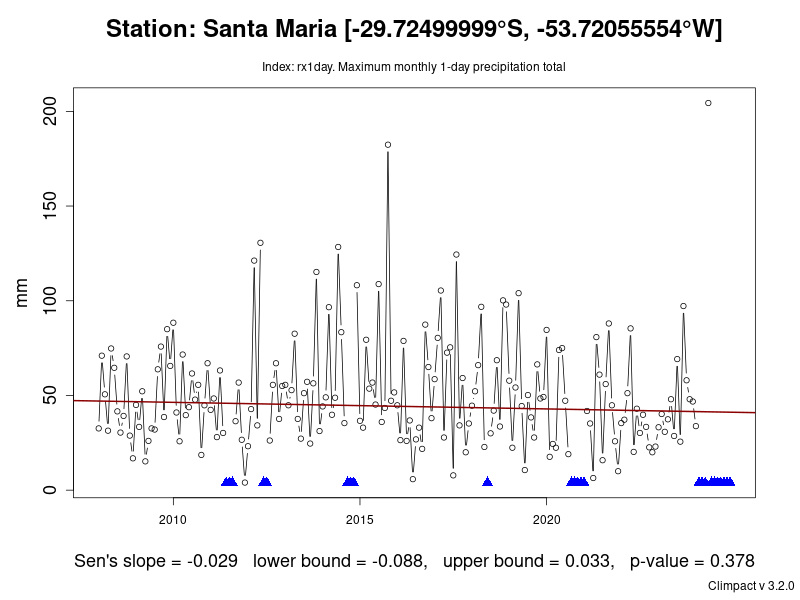 Station: Santa Maria [-29.72499999°S, -53.72055554°W]
Index: rx1day. Maximum monthly 1-day precipitation total
200
150
100
50
0
mm
2010 2015 2020
Sen's slope = -0.029 lower bound = -0.088, upper bound = 0.033, p-value = 0.378
Climpact v 3.2.0